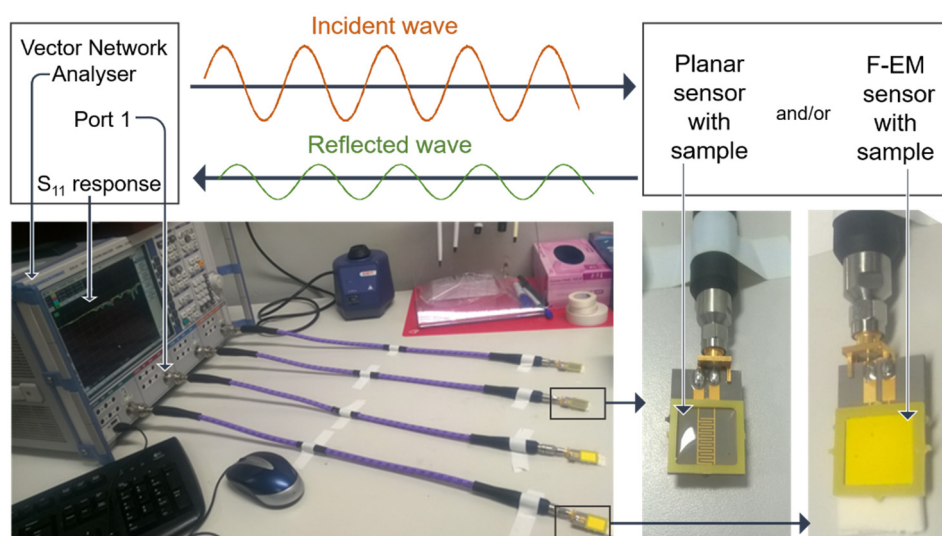 Vector Network
Analyser
Port 1
S₁₁ response
Incident wave
Reflected wave
Planar
sensor
with
sample
and/or
F-EM
sensor
with
sample